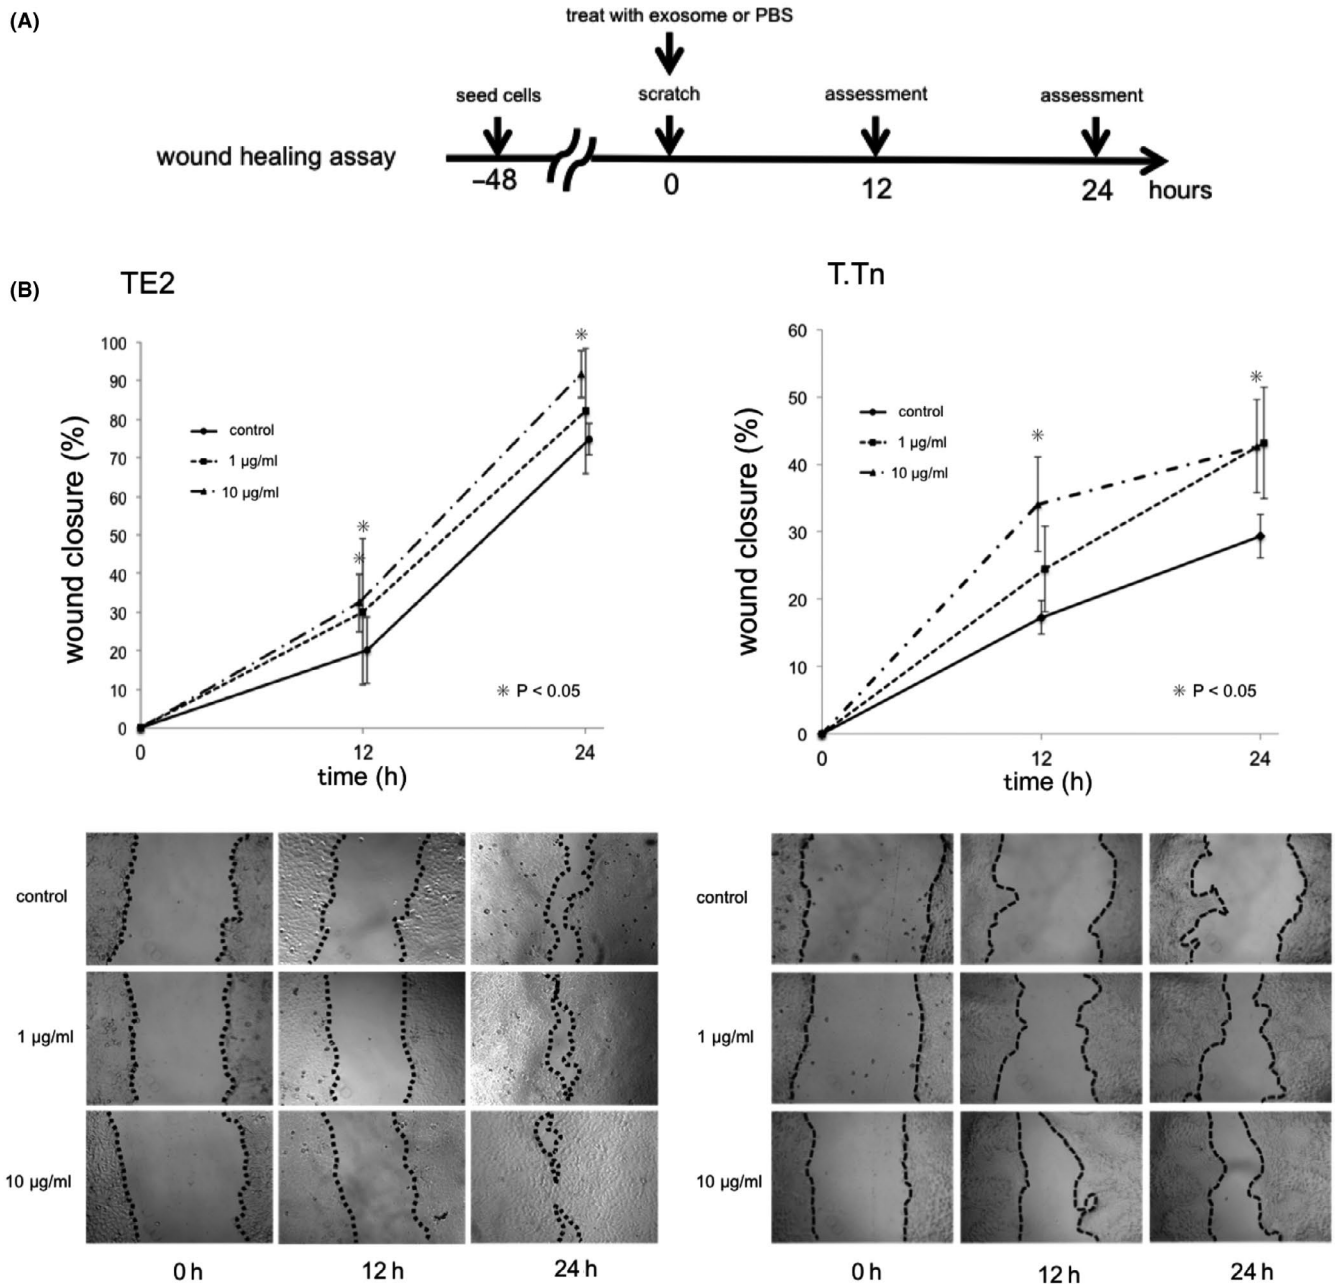 (A)
treat with exosome or PBS
seed cells scratch assessment assessment
wound healing assay
–48 0 12 24 hours
(B)
TE2
100
90
80
70
60
50
40
30
20
10
0
wound closure (%)
control
1 µg/ml
10 µg/ml
✳
✳
✳
✳ P < 0.05
0 12 24
time (h)
T.Tn
60
50
40
30
20
10
0
wound closure (%)
control
1 µg/ml
10 µg/ml
✳
✳
✳ P < 0.05
0 12 24
time (h)
control
1 µg/ml
10 µg/ml
0 h 12 h 24 h
control
1 µg/ml
10 µg/ml
0 h 12 h 24 h